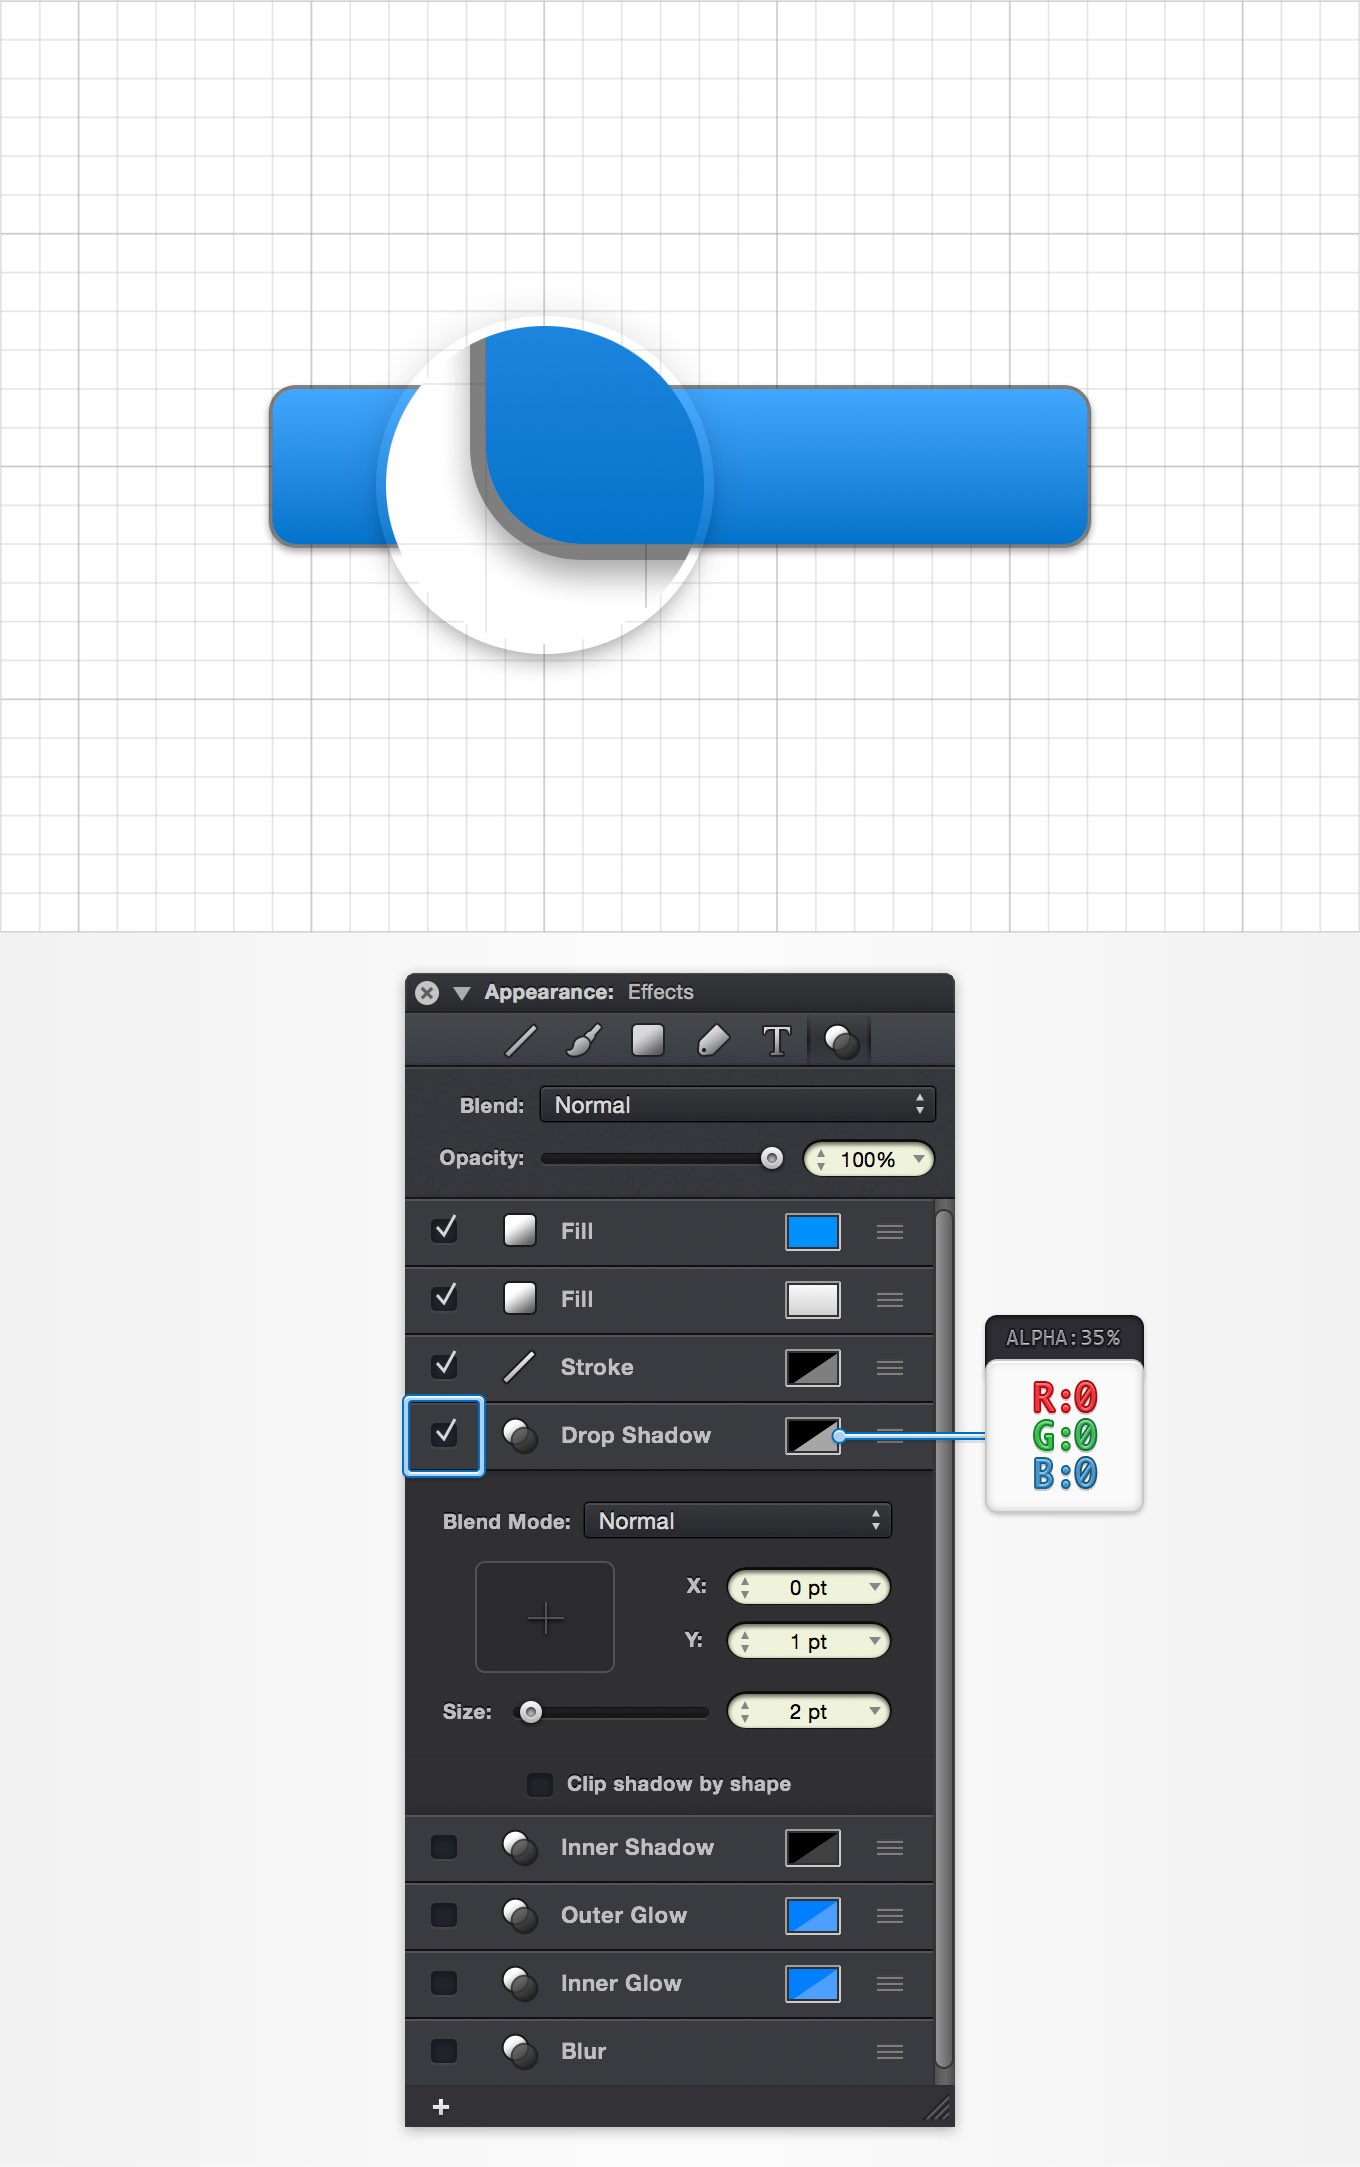 Appearance: Effects
T
Blend: Normal
Opacity: 100%
Fill
Fill
Stroke
Drop Shadow
ALPHA:35%
R:0
G:0
B:0
Blend Mode: Normal
X: 0 pt
Y: 1 pt
Size: 2 pt
Clip shadow by shape
Inner Shadow
Outer Glow
Inner Glow
Blur